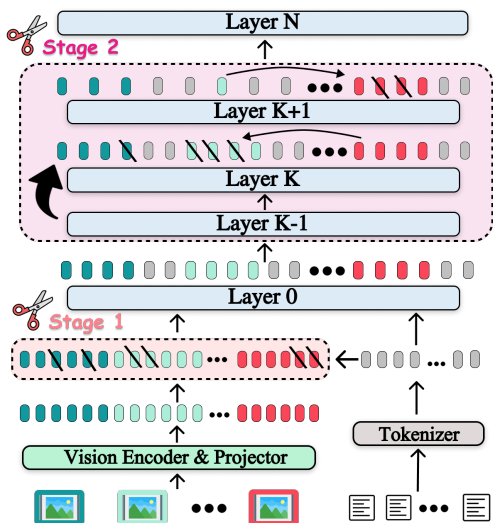 Layer N
Stage 2
Layer K+1
Layer K
Layer K-1
Layer 0
Stage 1
Vision Encoder & Projector
Tokenizer